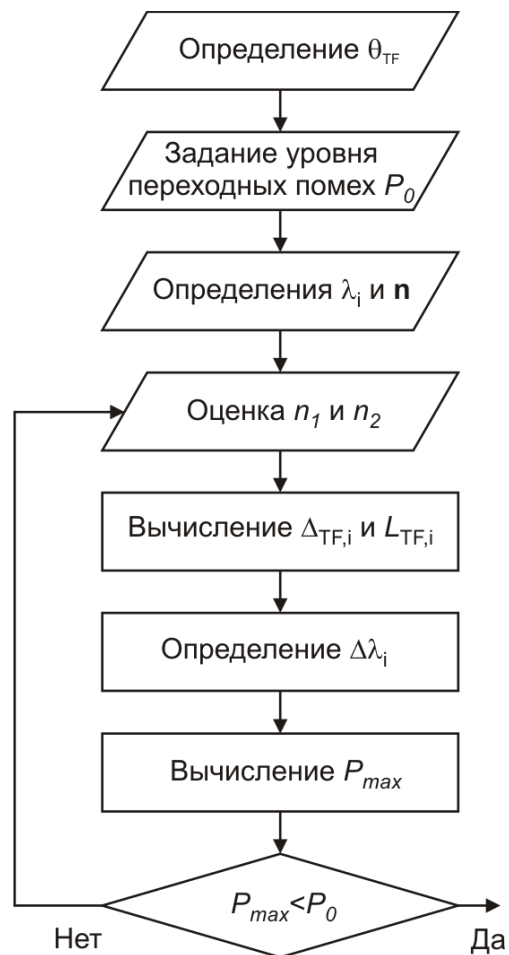 Определение θTF
Задание уровня
переходных помех P0
Определения λi и n
Оценка n1 и n2
Вычисление ΔTF,i и LTF,i
Определение Δλi
Вычисление Pmax
Pmax<P0
Нет
Да